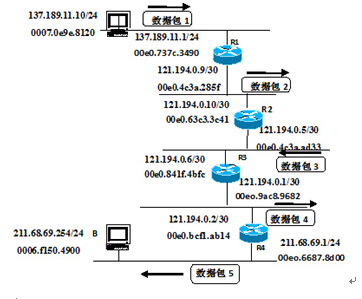 137.189.11.10/24
数据包 1
0007.0e9e.8120
137.189.11.1/24
00e0.737c.3490
R1
121.194.0.9/30
00e0.4c3a.285f
数据包 2
121.194.0.10/30
00e0.63c3.3c41
R2
121.194.0.5/30
00e0.4c3a.ad33
121.194.0.6/30
00e0.841f.4bfc
R3
数据包 3
121.194.0.1/30
00eo.9ac8.9682
211.68.69.254/24
0006.f150.4900
B
121.194.0.2/30
00e0.bcf1.ab14
数据包 4
R4
211.68.69.1/24
00eo.6687.8d00
数据包 5